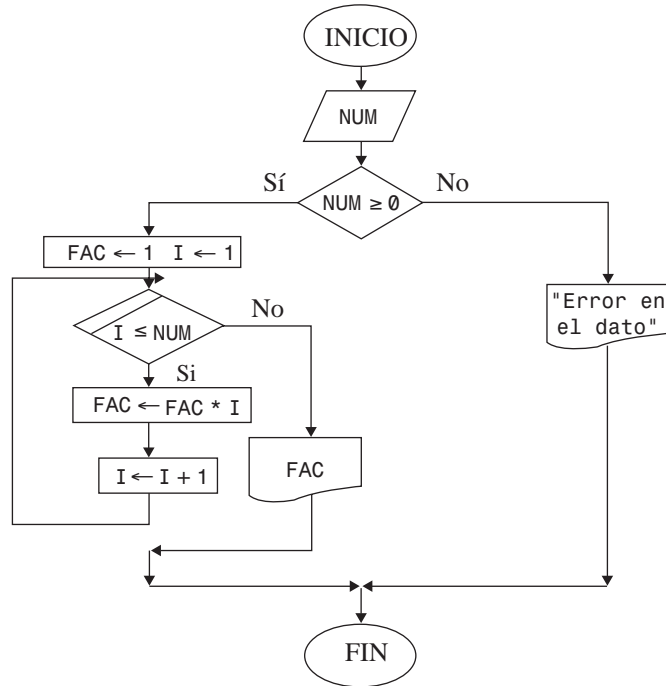 INICIO
NUM
Sí
No
NUM ≥ 0
FAC ← 1 I ← 1
"Error en
el dato"
I ≤ NUM
No
Si
FAC ← FAC * I
I ← I + 1
FAC
FIN